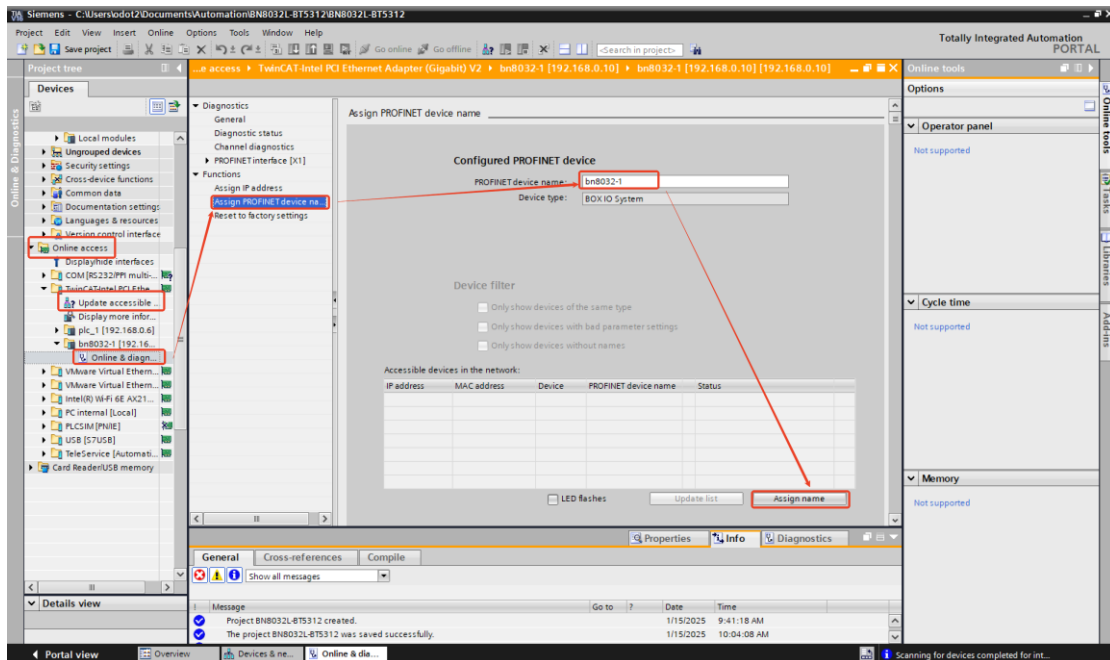 Siemens - C:\Users\odot2\Documents\Automation\BN8032L-BT5312\BN8032L-BT5312
Project Edit View Insert Online Options Tools Window Help
Totally Integrated Automation
PORTAL
Save project
Go online
Go offline
<Search in project>
Project tree
...e access ▸ TwinCAT-Intel PCI Ethernet Adapter (Gigabit) V2 ▸ bn8032-1 [192.168.0.10] ▸ bn8032-1 [192.168.0.10] [192.168.0.10]
Online tools
Devices
Options
Local modules
Ungrouped devices
Security settings
Cross-device functions
Common data
Documentation settings
Languages & resources
Version control interface
Online access
Display/hide interfaces
COM [RS232/PPI multi-...
TwinCAT-Intel PCI Ethe...
Update accessible ...
Display more infor...
plc_1 [192.168.0.6]
bn8032-1 [192.16...
Online & diagn...
VMware Virtual Ethern...
VMware Virtual Ethern...
Intel(R) Wi-Fi 6E AX21...
PC internal [Local]
PLCSIM [PN/IE]
USB [S7USB]
TeleService [Automati...
Card Reader/USB memory
Details view
Online & Diagnostics
Diagnostics
General
Diagnostic status
Channel diagnostics
PROFINET interface [X1]
Functions
Assign IP address
Assign PROFINET device na...
Reset to factory settings
Assign PROFINET device name
Configured PROFINET device
PROFINET device name: bn8032-1
Device type: BOX IO System
Device filter
Only show devices of the same type
Only show devices with bad parameter settings
Only show devices without names
Accessible devices in the network:
IP address MAC address Device PROFINET device name Status
LED flashes
Update list
Assign name
Operator panel
Not supported
Cycle time
Not supported
Memory
Not supported
Online tools
Tasks
Libraries
Add-ins
Properties
Info
Diagnostics
General Cross-references Compile
Show all messages
! Message Go to ? Date Time
Project BN8032L-BT5312 created. 1/15/2025 9:41:18 AM
The project BN8032L-BT5312 was saved successfully. 1/15/2025 10:04:08 AM
Portal view
Overview
Devices & ne...
Online & dia...
Scanning for devices completed for int...